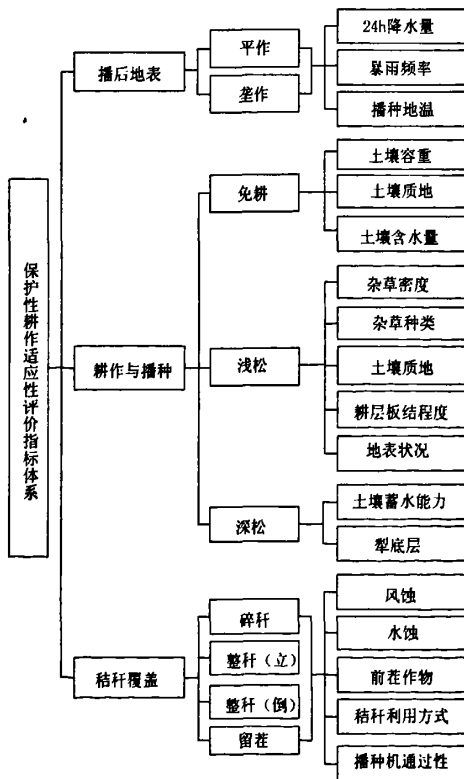 保护性耕作适应性评价指标体系
播后地表
平作
垄作
24h降水量
暴雨频率
播种地温
耕作与播种
免耕
土壤容重
土壤质地
土壤含水量
浅松
杂草密度
杂草种类
土壤质地
耕层板结程度
地表状况
深松
土壤蓄水能力
犁底层
秸秆覆盖
碎秆
整秆（立）
整秆（倒）
留茬
风蚀
水蚀
前茬作物
秸秆利用方式
播种机通过性